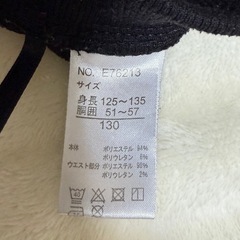 NO. E76213
サイズ
身長 125～135
胴囲 51～57
130
本体 ポリエステル 94%
ポリウレタン 6%
ウエスト部分 ポリエステル 98%
ポリウレタン 2%